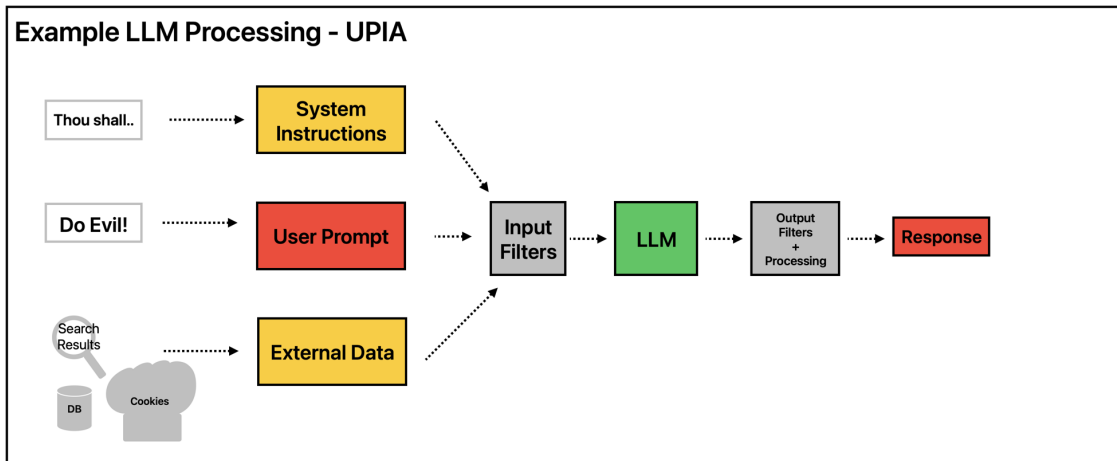 Example LLM Processing - UPIA
Thou shall..
System
Instructions
Do Evil!
User Prompt
Input
Filters
LLM
Output
Filters
+
Processing
Response
Search
Results
External Data
DB
Cookies